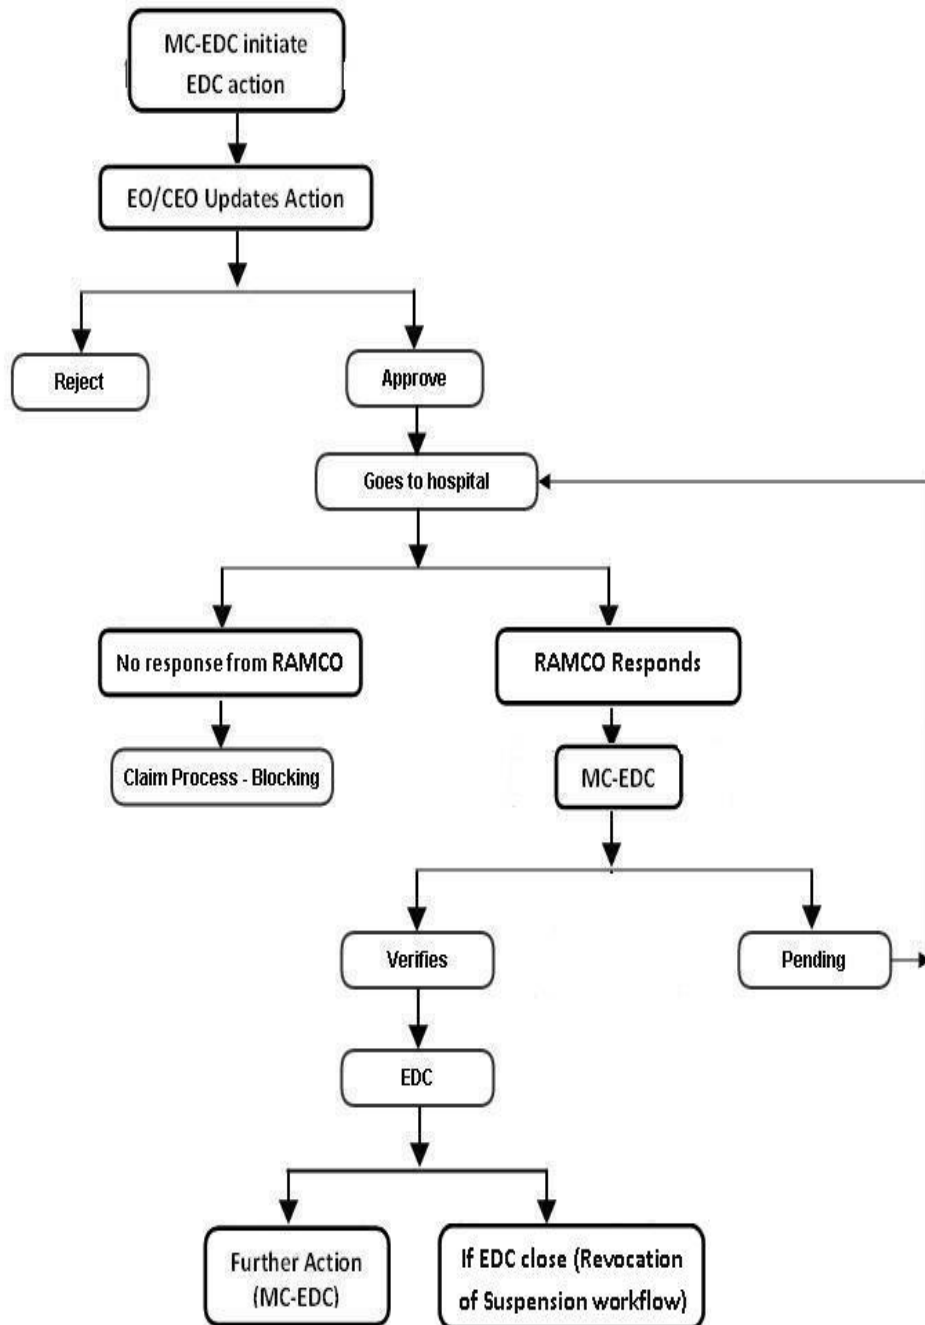 MC-EDC initiate
EDC action
EO/CEO Updates Action
Reject
Approve
Goes to hospital
No response from RAMCO
RAMCO Responds
Claim Process - Blocking
MC-EDC
Verifies
Pending
EDC
Further Action
(MC-EDC)
If EDC close (Revocation
of Suspension workflow)